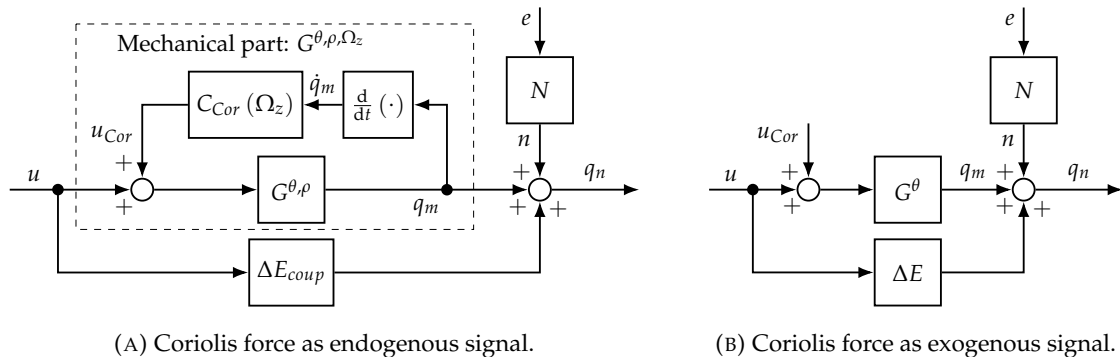 Mechanical part: G^{θ,ρ,Ω_z}
e
e
C_{Cor} (Ω_z)
q̇_m
d/dt (·)
N
N
u_{Cor}
n
u_{Cor}
n
u
+
+
G^{θ,ρ}
q_m
+
+
+
q_n
u
+
+
G^θ
q_m
+
+
+
q_n
ΔE_{coup}
ΔE
(A) Coriolis force as endogenous signal.
(B) Coriolis force as exogenous signal.